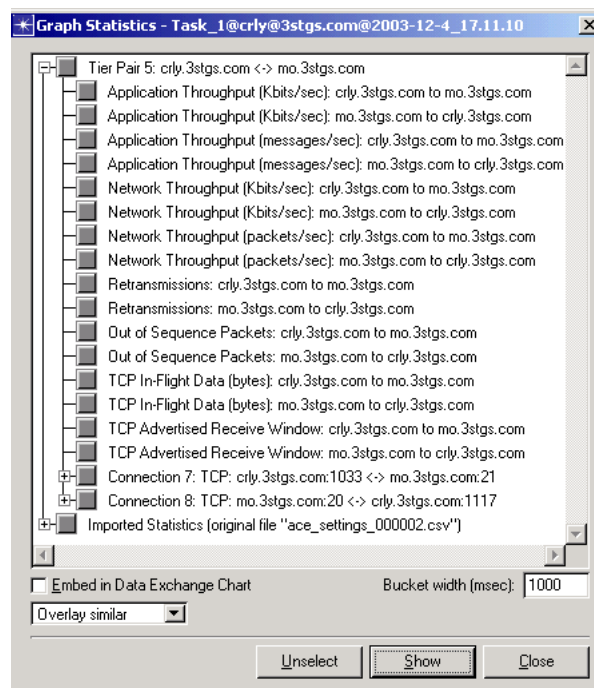 Graph Statistics - Task_1@crly@3stgs.com@2003-12-4_17.11.10
Tier Pair 5: crly.3stgs.com <-> mo.3stgs.com
Application Throughput (Kbits/sec): crly.3stgs.com to mo.3stgs.com
Application Throughput (Kbits/sec): mo.3stgs.com to crly.3stgs.com
Application Throughput (messages/sec): crly.3stgs.com to mo.3stgs.com
Application Throughput (messages/sec): mo.3stgs.com to crly.3stgs.com
Network Throughput (Kbits/sec): crly.3stgs.com to mo.3stgs.com
Network Throughput (Kbits/sec): mo.3stgs.com to crly.3stgs.com
Network Throughput (packets/sec): crly.3stgs.com to mo.3stgs.com
Network Throughput (packets/sec): mo.3stgs.com to crly.3stgs.com
Retransmissions: crly.3stgs.com to mo.3stgs.com
Retransmissions: mo.3stgs.com to crly.3stgs.com
Out of Sequence Packets: crly.3stgs.com to mo.3stgs.com
Out of Sequence Packets: mo.3stgs.com to crly.3stgs.com
TCP In-Flight Data (bytes): crly.3stgs.com to mo.3stgs.com
TCP In-Flight Data (bytes): mo.3stgs.com to crly.3stgs.com
TCP Advertised Receive Window: crly.3stgs.com to mo.3stgs.com
TCP Advertised Receive Window: mo.3stgs.com to crly.3stgs.com
Connection 7: TCP: crly.3stgs.com:1033 <-> mo.3stgs.com:21
Connection 8: TCP: mo.3stgs.com:20 <-> crly.3stgs.com:1117
Imported Statistics (original file "ace_settings_000002.csv")
Embed in Data Exchange Chart
Bucket width (msec): 1000
Overlay similar
Unselect
Show
Close